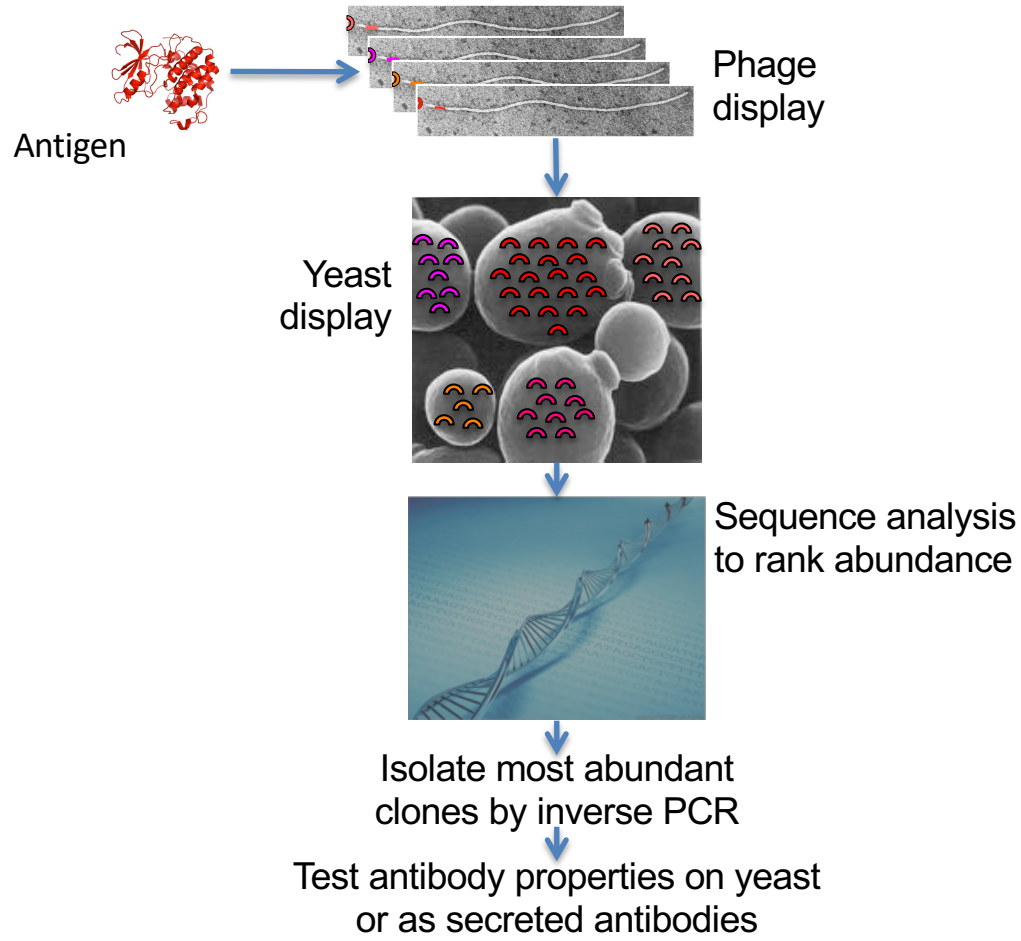 Antigen
Phage
display
Yeast
display
Sequence analysis
to rank abundance
Isolate most abundant
clones by inverse PCR
Test antibody properties on yeast
or as secreted antibodies